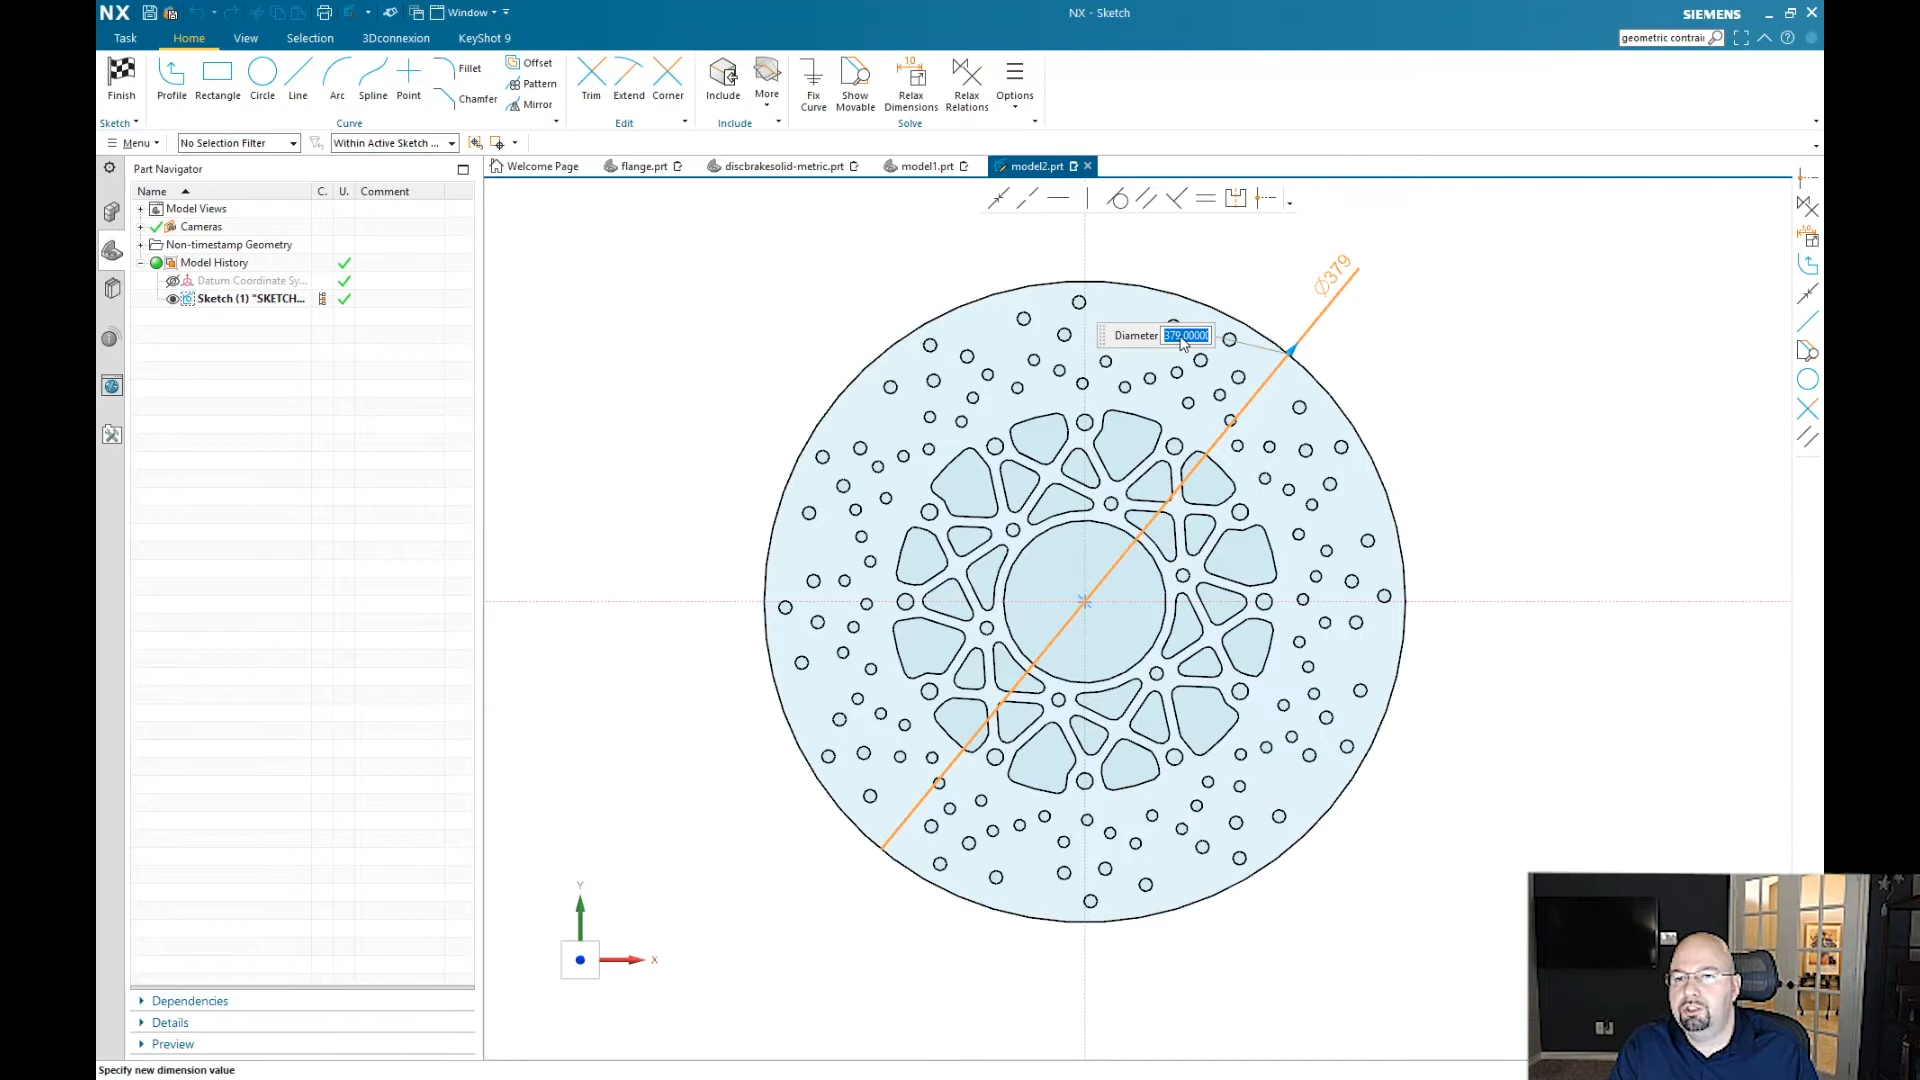 NX
Window
NX - Sketch
SIEMENS
Task
Home
View
Selection
3Dconnexion
KeyShot 9
geometric contrai
Finish
Profile
Rectangle
Circle
Line
Arc
Spline
Point
Fillet
Chamfer
Offset
Pattern
Mirror
Trim
Extend
Corner
Include
More
Fix Curve
Show Movable
10
Relax Dimensions
Relax Relations
Options
Sketch
Curve
Edit
Include
Solve
Menu
No Selection Filter
Within Active Sketch ...
Part Navigator
Welcome Page
flange.prt
discbrakesolid-metric.prt
model1.prt
model2.prt
Name
C.
U.
Comment
Model Views
Cameras
Non-timestamp Geometry
Model History
Datum Coordinate Sy...
Sketch (1) "SKETCH...
Ø379
Diameter 379.00000
Y
X
Dependencies
Details
Preview
Specify new dimension value